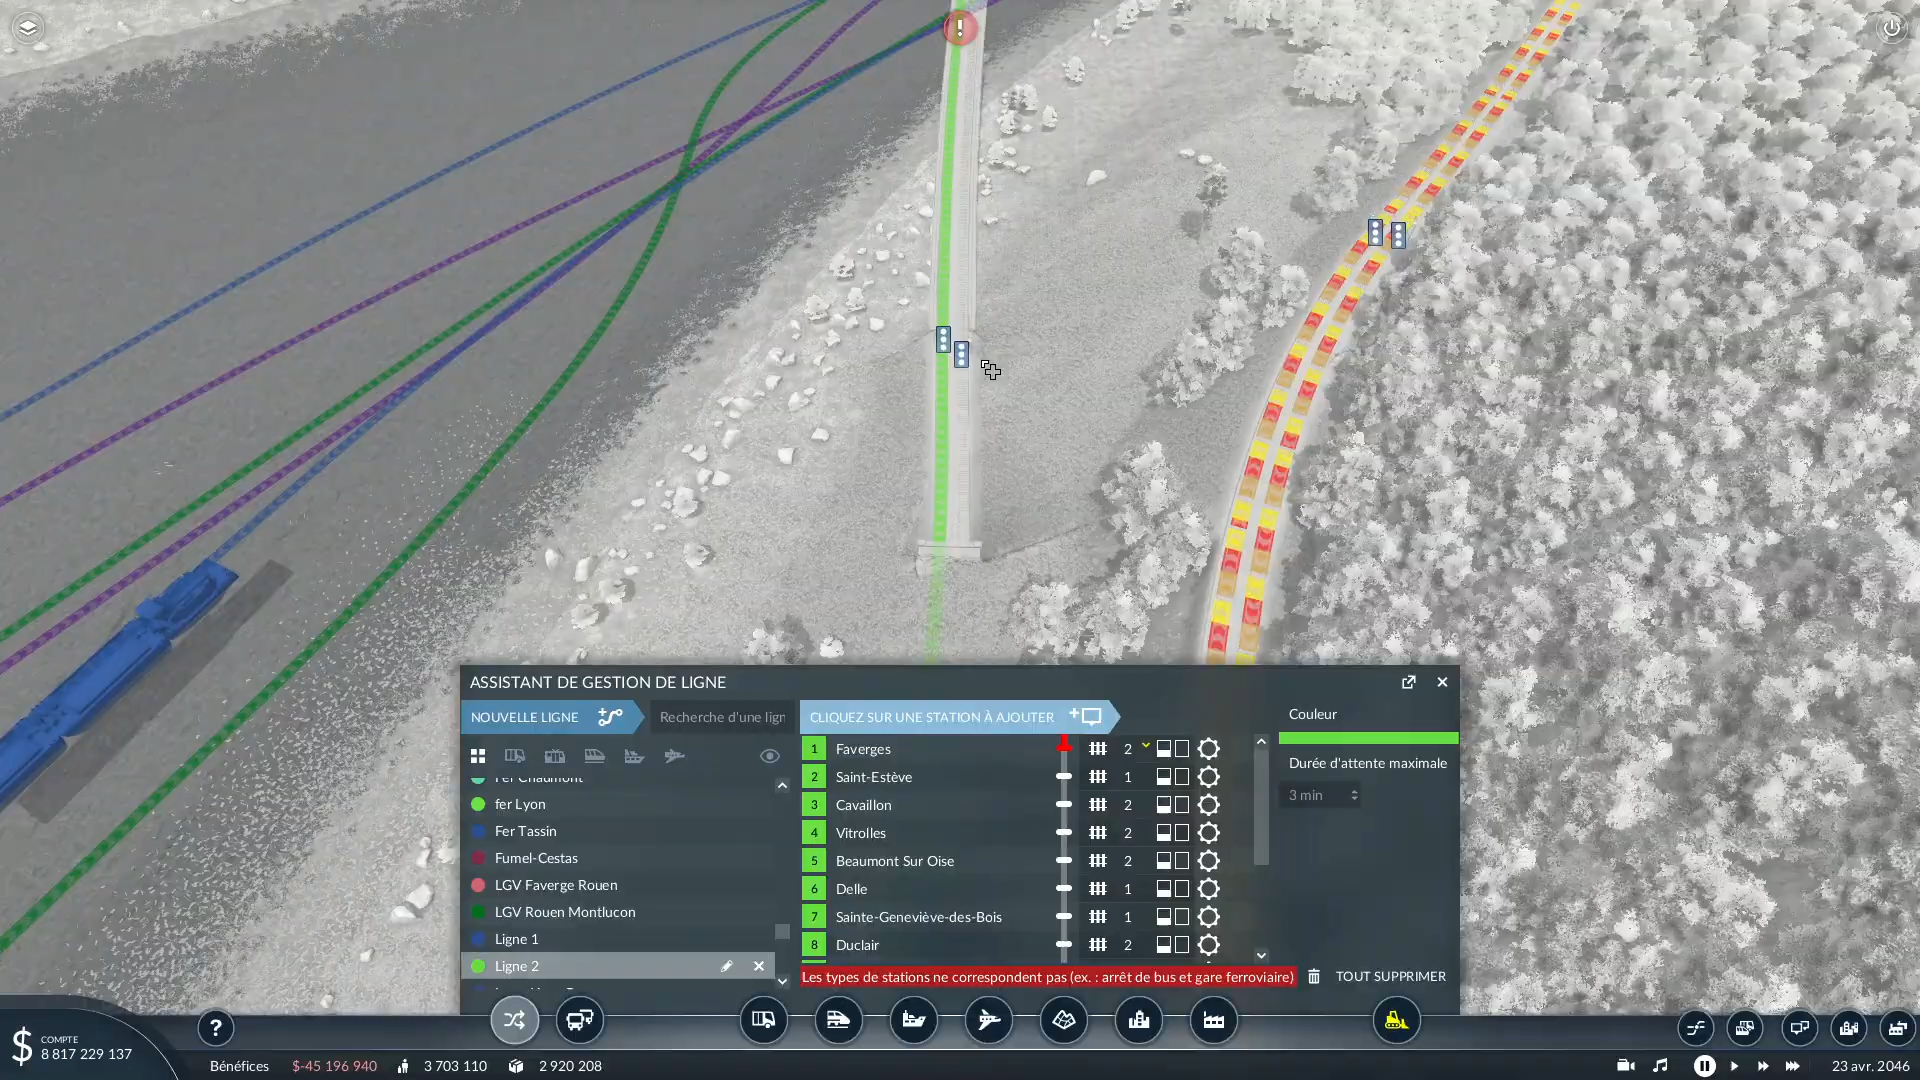 !
ASSISTANT DE GESTION DE LIGNE
NOUVELLE LIGNE
Recherche d'une lign
CLIQUEZ SUR UNE STATION À AJOUTER
Fer Chaumont
fer Lyon
Fer Tassin
Fumel-Cestas
LGV Faverge Rouen
LGV Rouen Montlucon
Ligne 1
Ligne 2
1 Faverges 2
2 Saint-Estève 1
3 Cavaillon 2
4 Vitrolles 2
5 Beaumont Sur Oise 2
6 Delle 1
7 Sainte-Geneviève-des-Bois 1
8 Duclair 2
Couleur
Durée d'attente maximale
3 min
Les types de stations ne correspondent pas (ex. : arrêt de bus et gare ferroviaire)
TOUT SUPPRIMER
$ COMPTE
8 817 229 137
?
Bénéfices $-45 196 940 3 703 110 2 920 208
23 avr. 2046